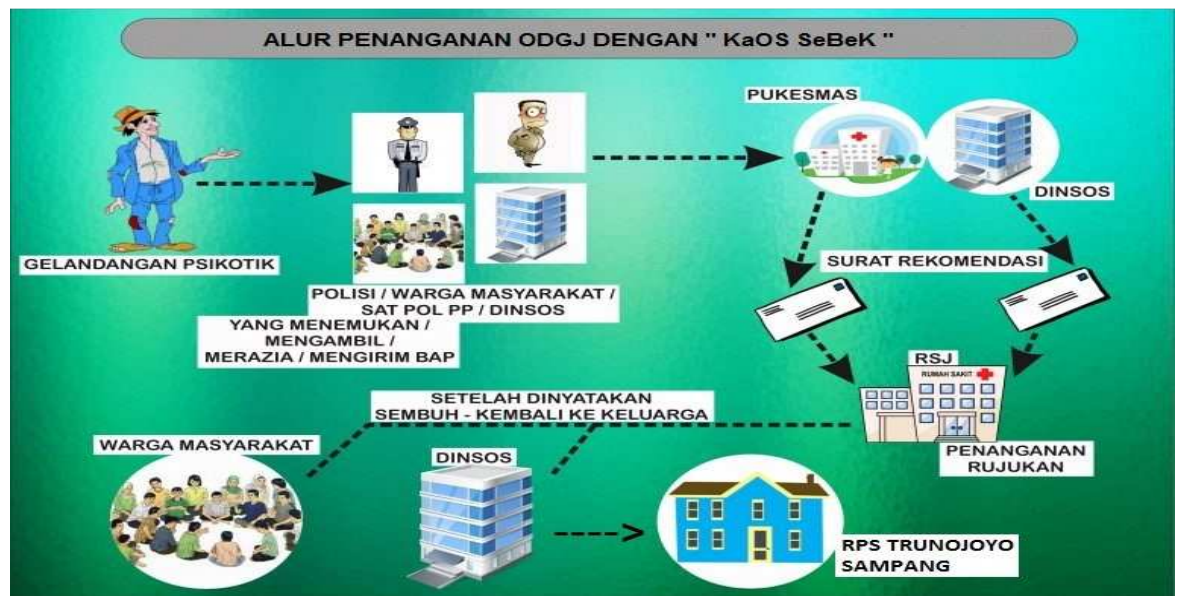 ALUR PENANGANAN ODGJ DENGAN " KaOS SeBeK "
GELANDANGAN PSIKOTIK
POLISI / WARGA MASYARAKAT /
SAT POL PP / DINSOS
YANG MENEMUKAN /
MENGAMBIL /
MERAZIA / MENGIRIM BAP
PUKESMAS
DINSOS
SURAT REKOMENDASI
RSJ
RUMAH SAKIT
PENANGANAN
RUJUKAN
SETELAH DINYATAKAN
SEMBUH - KEMBALI KE KELUARGA
WARGA MASYARAKAT
DINSOS
RPS TRUNOJOYO
SAMPANG